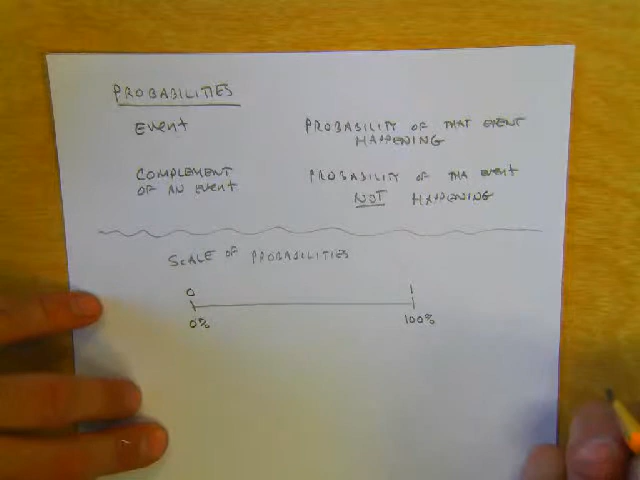 PROBABILITIES
EVENT
PROBABILITY OF THAT EVENT
HAPPENING
COMPLEMENT
OF AN EVENT
PROBABILITY OF THA EVENT
NOT HAPPENING
SCALE OF PROBABILITIES
0 1
0% 100%